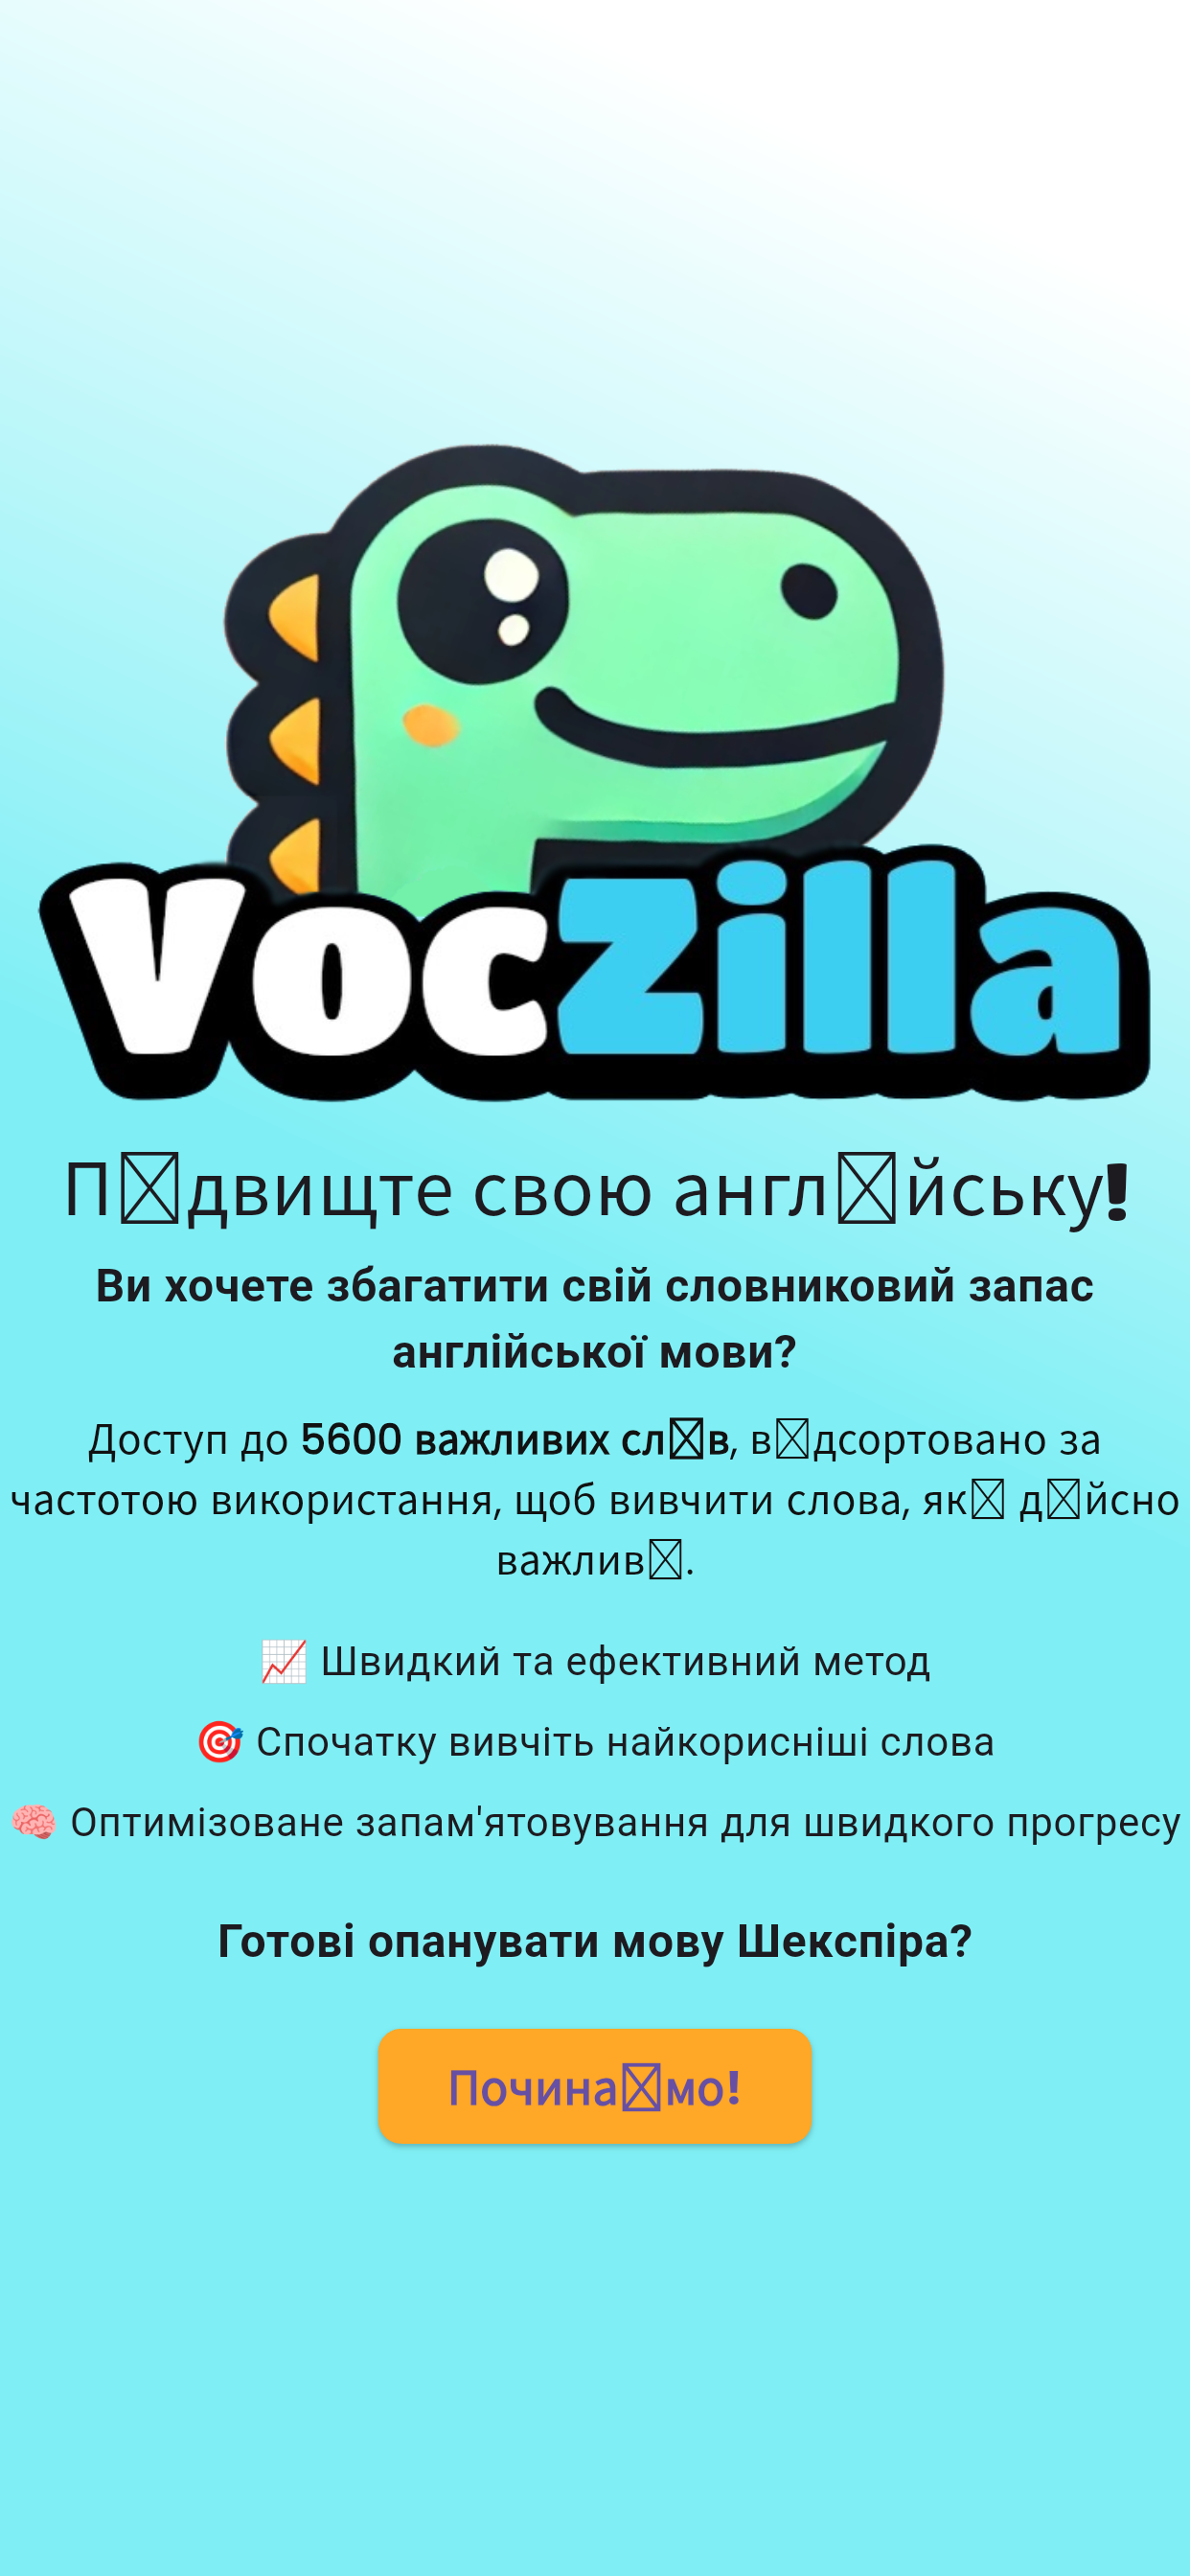 VocZilla
П☒двищте свою англ☒йську!
Ви хочете збагатити свій словниковий запас
англійської мови?
Доступ до 5600 важливих сл☒в, в☒дсортовано за
частотою використання, щоб вивчити слова, як☒ д☒йсно
важлив☒.
📈 Швидкий та ефективний метод
🎯 Спочатку вивчіть найкорисніші слова
🧠 Оптимізоване запам'ятовування для швидкого прогресу
Готові опанувати мову Шекспіра?
Почина☒мо!